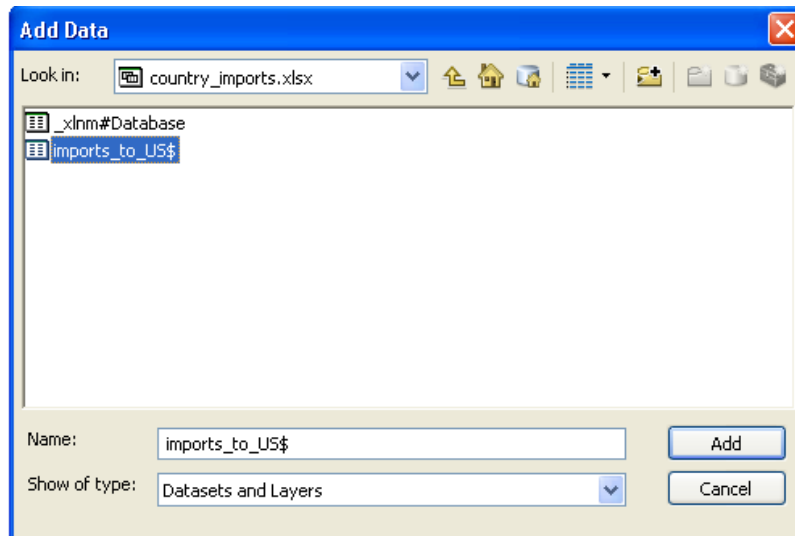 Add Data
Look in: country_imports.xlsx
_xlnm#Database
imports_to_US$
Name: imports_to_US$ Add
Show of type: Datasets and Layers Cancel